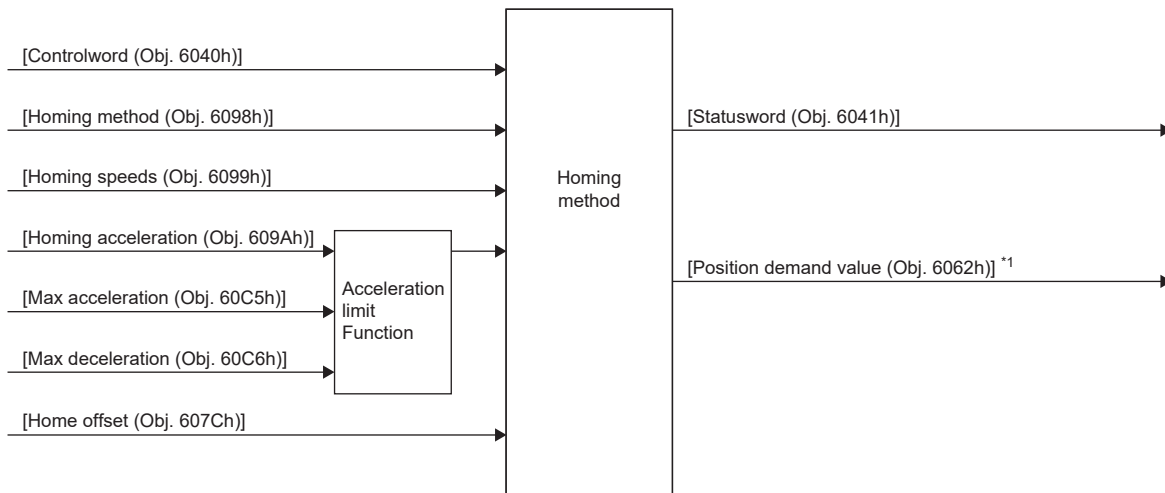 [Controlword (Obj. 6040h)]
[Homing method (Obj. 6098h)]
[Homing speeds (Obj. 6099h)]
[Homing acceleration (Obj. 609Ah)]
[Max acceleration (Obj. 60C5h)]
[Max deceleration (Obj. 60C6h)]
[Home offset (Obj. 607Ch)]
Acceleration
limit
Function
Homing
method
[Statusword (Obj. 6041h)]
[Position demand value (Obj. 6062h)] *1